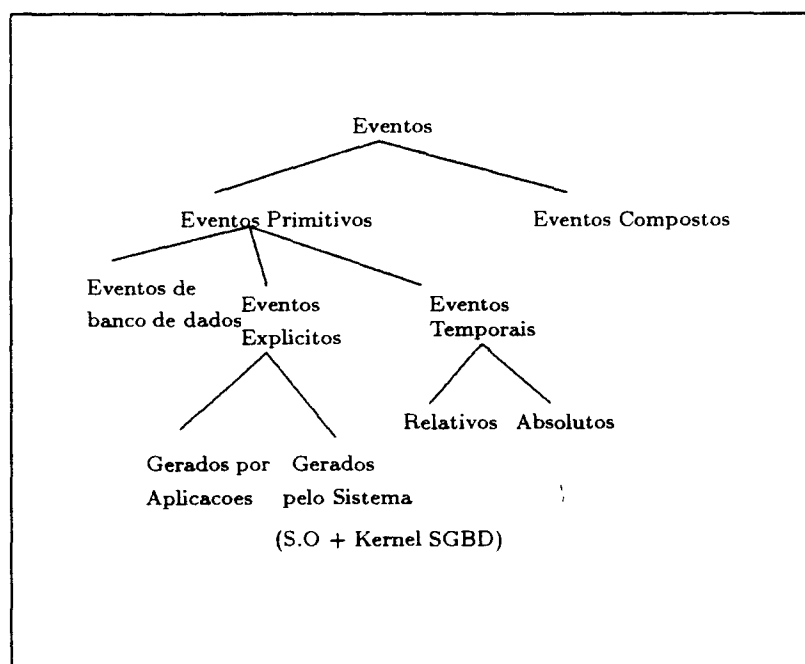 Eventos
Eventos Primitivos
Eventos Compostos
Eventos de
banco de dados
Eventos
Explicitos
Eventos
Temporais
Relativos
Absolutos
Gerados por
Aplicacoes
Gerados
pelo Sistema
(S.O + Kernel SGBD)